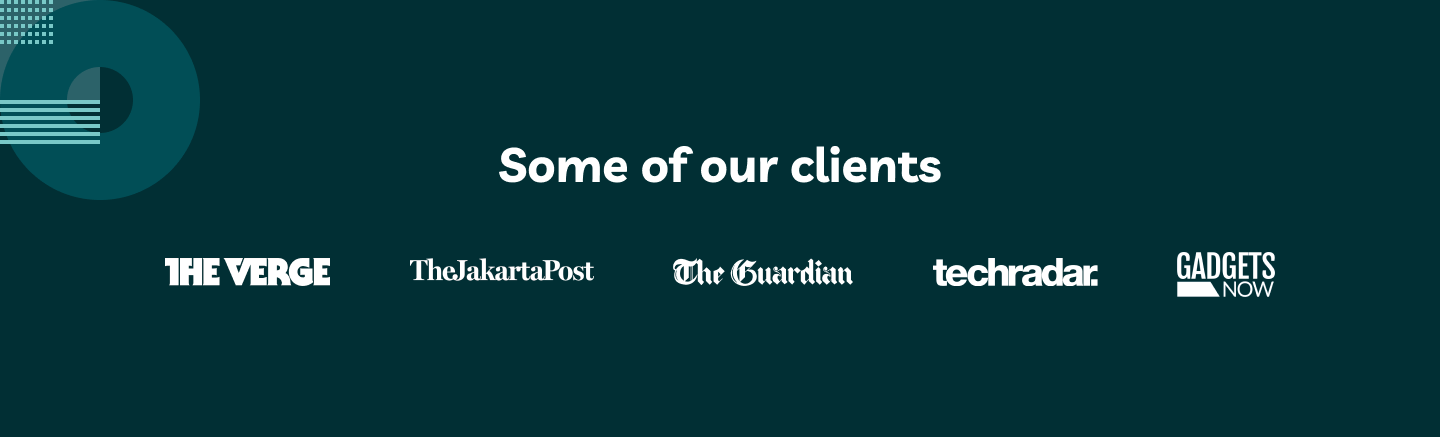 Some of our clients
THE VERGE
TheJakartaPost
The Guardian
techradar.
GADGETS
NOW